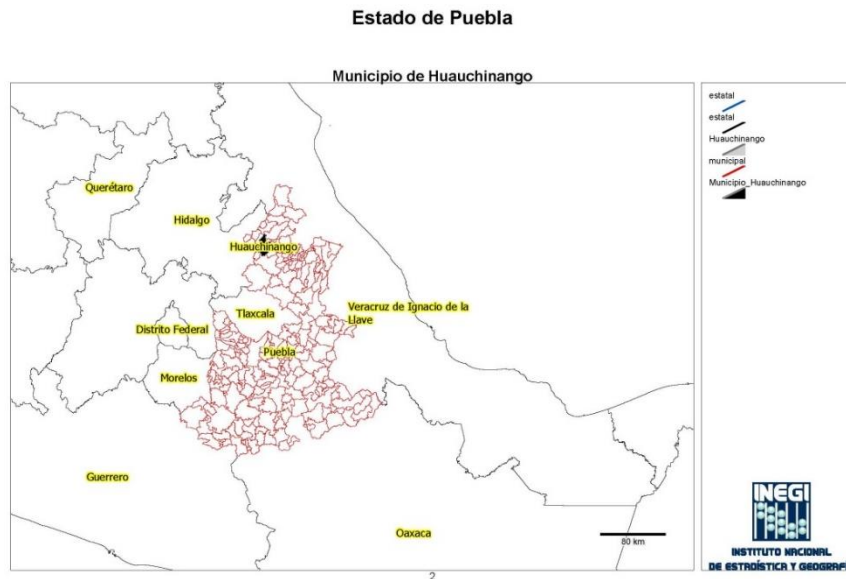 Estado de Puebla
Municipio de Huauchinango
estatal
estatal
Huauchinango
municipal
Municipio_Huauchinango
Querétaro
Hidalgo
Huauchinango
Tlaxcala
Veracruz de Ignacio de la
Llave
Distrito Federal
Puebla
Morelos
Guerrero
Oaxaca
80 km
INEGI
INSTITUTO NACIONAL
DE ESTADÍSTICA Y GEOGRAFI
2